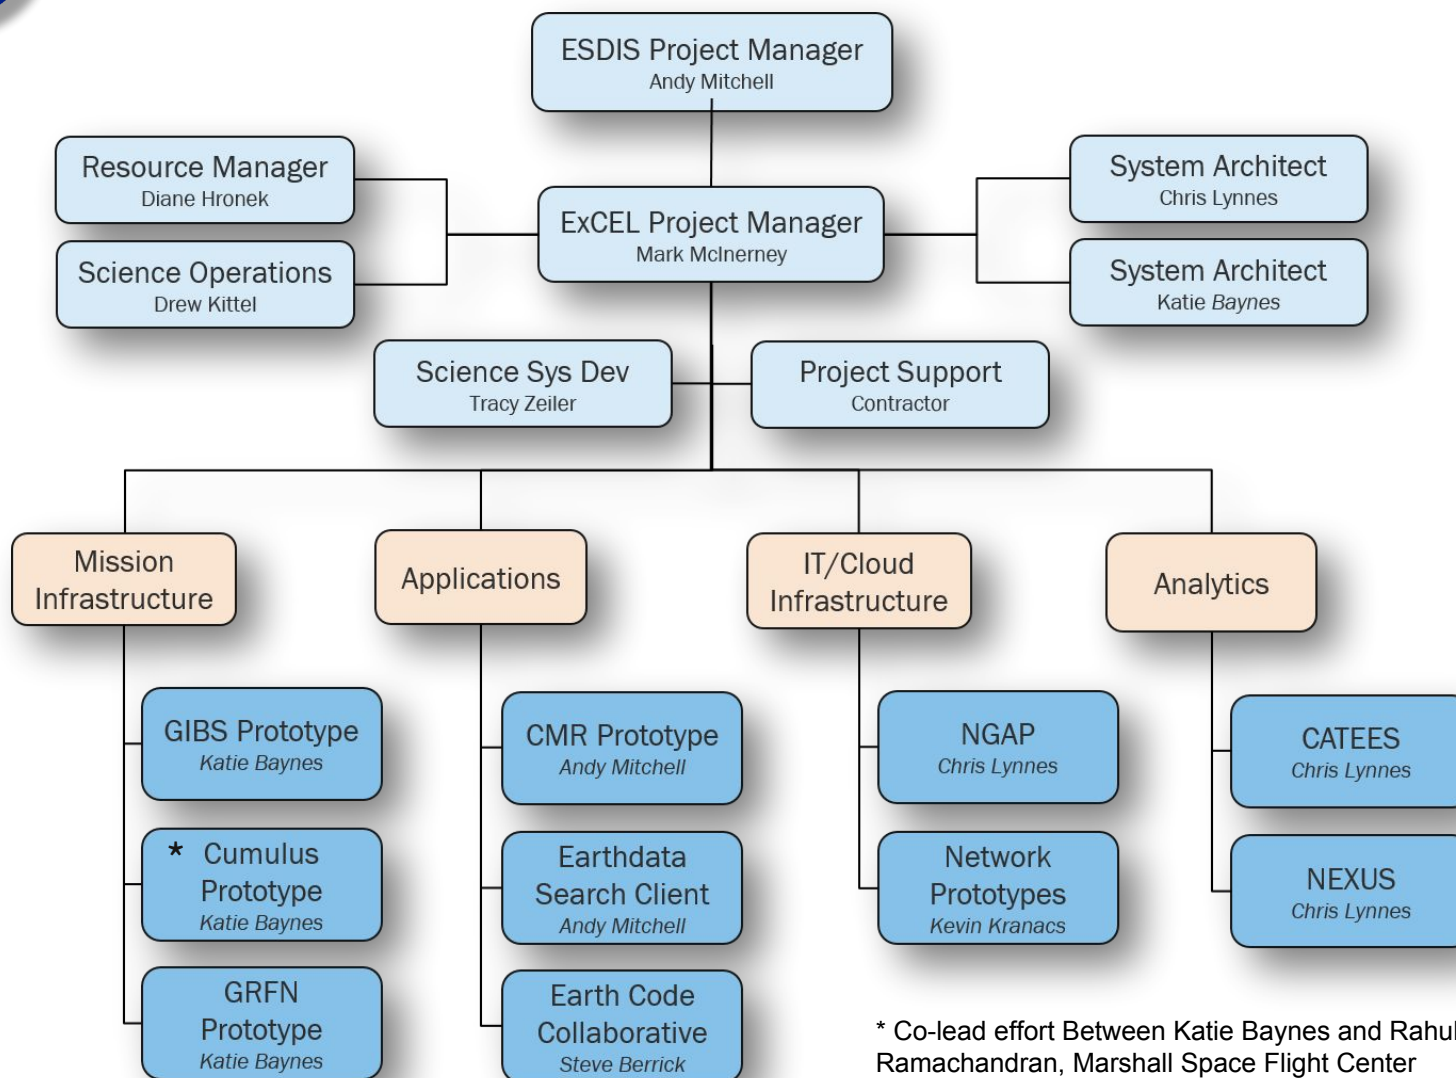 ESDIS Project Manager
Andy Mitchell
Resource Manager
Diane Hronek
System Architect
Chris Lynnes
ExCEL Project Manager
Mark McInerney
Science Operations
Drew Kittel
System Architect
Katie Baynes
Science Sys Dev
Tracy Zeiler
Project Support
Contractor
Mission
Infrastructure
Applications
IT/Cloud
Infrastructure
Analytics
GIBS Prototype
Katie Baynes
* Cumulus
Prototype
Katie Baynes
GRFN
Prototype
Katie Baynes
CMR Prototype
Andy Mitchell
Earthdata
Search Client
Andy Mitchell
Earth Code
Collaborative
Steve Berrick
NGAP
Chris Lynnes
Network
Prototypes
Kevin Kranacs
CATEES
Chris Lynnes
NEXUS
Chris Lynnes
* Co-lead effort Between Katie Baynes and Rahul
Ramachandran, Marshall Space Flight Center